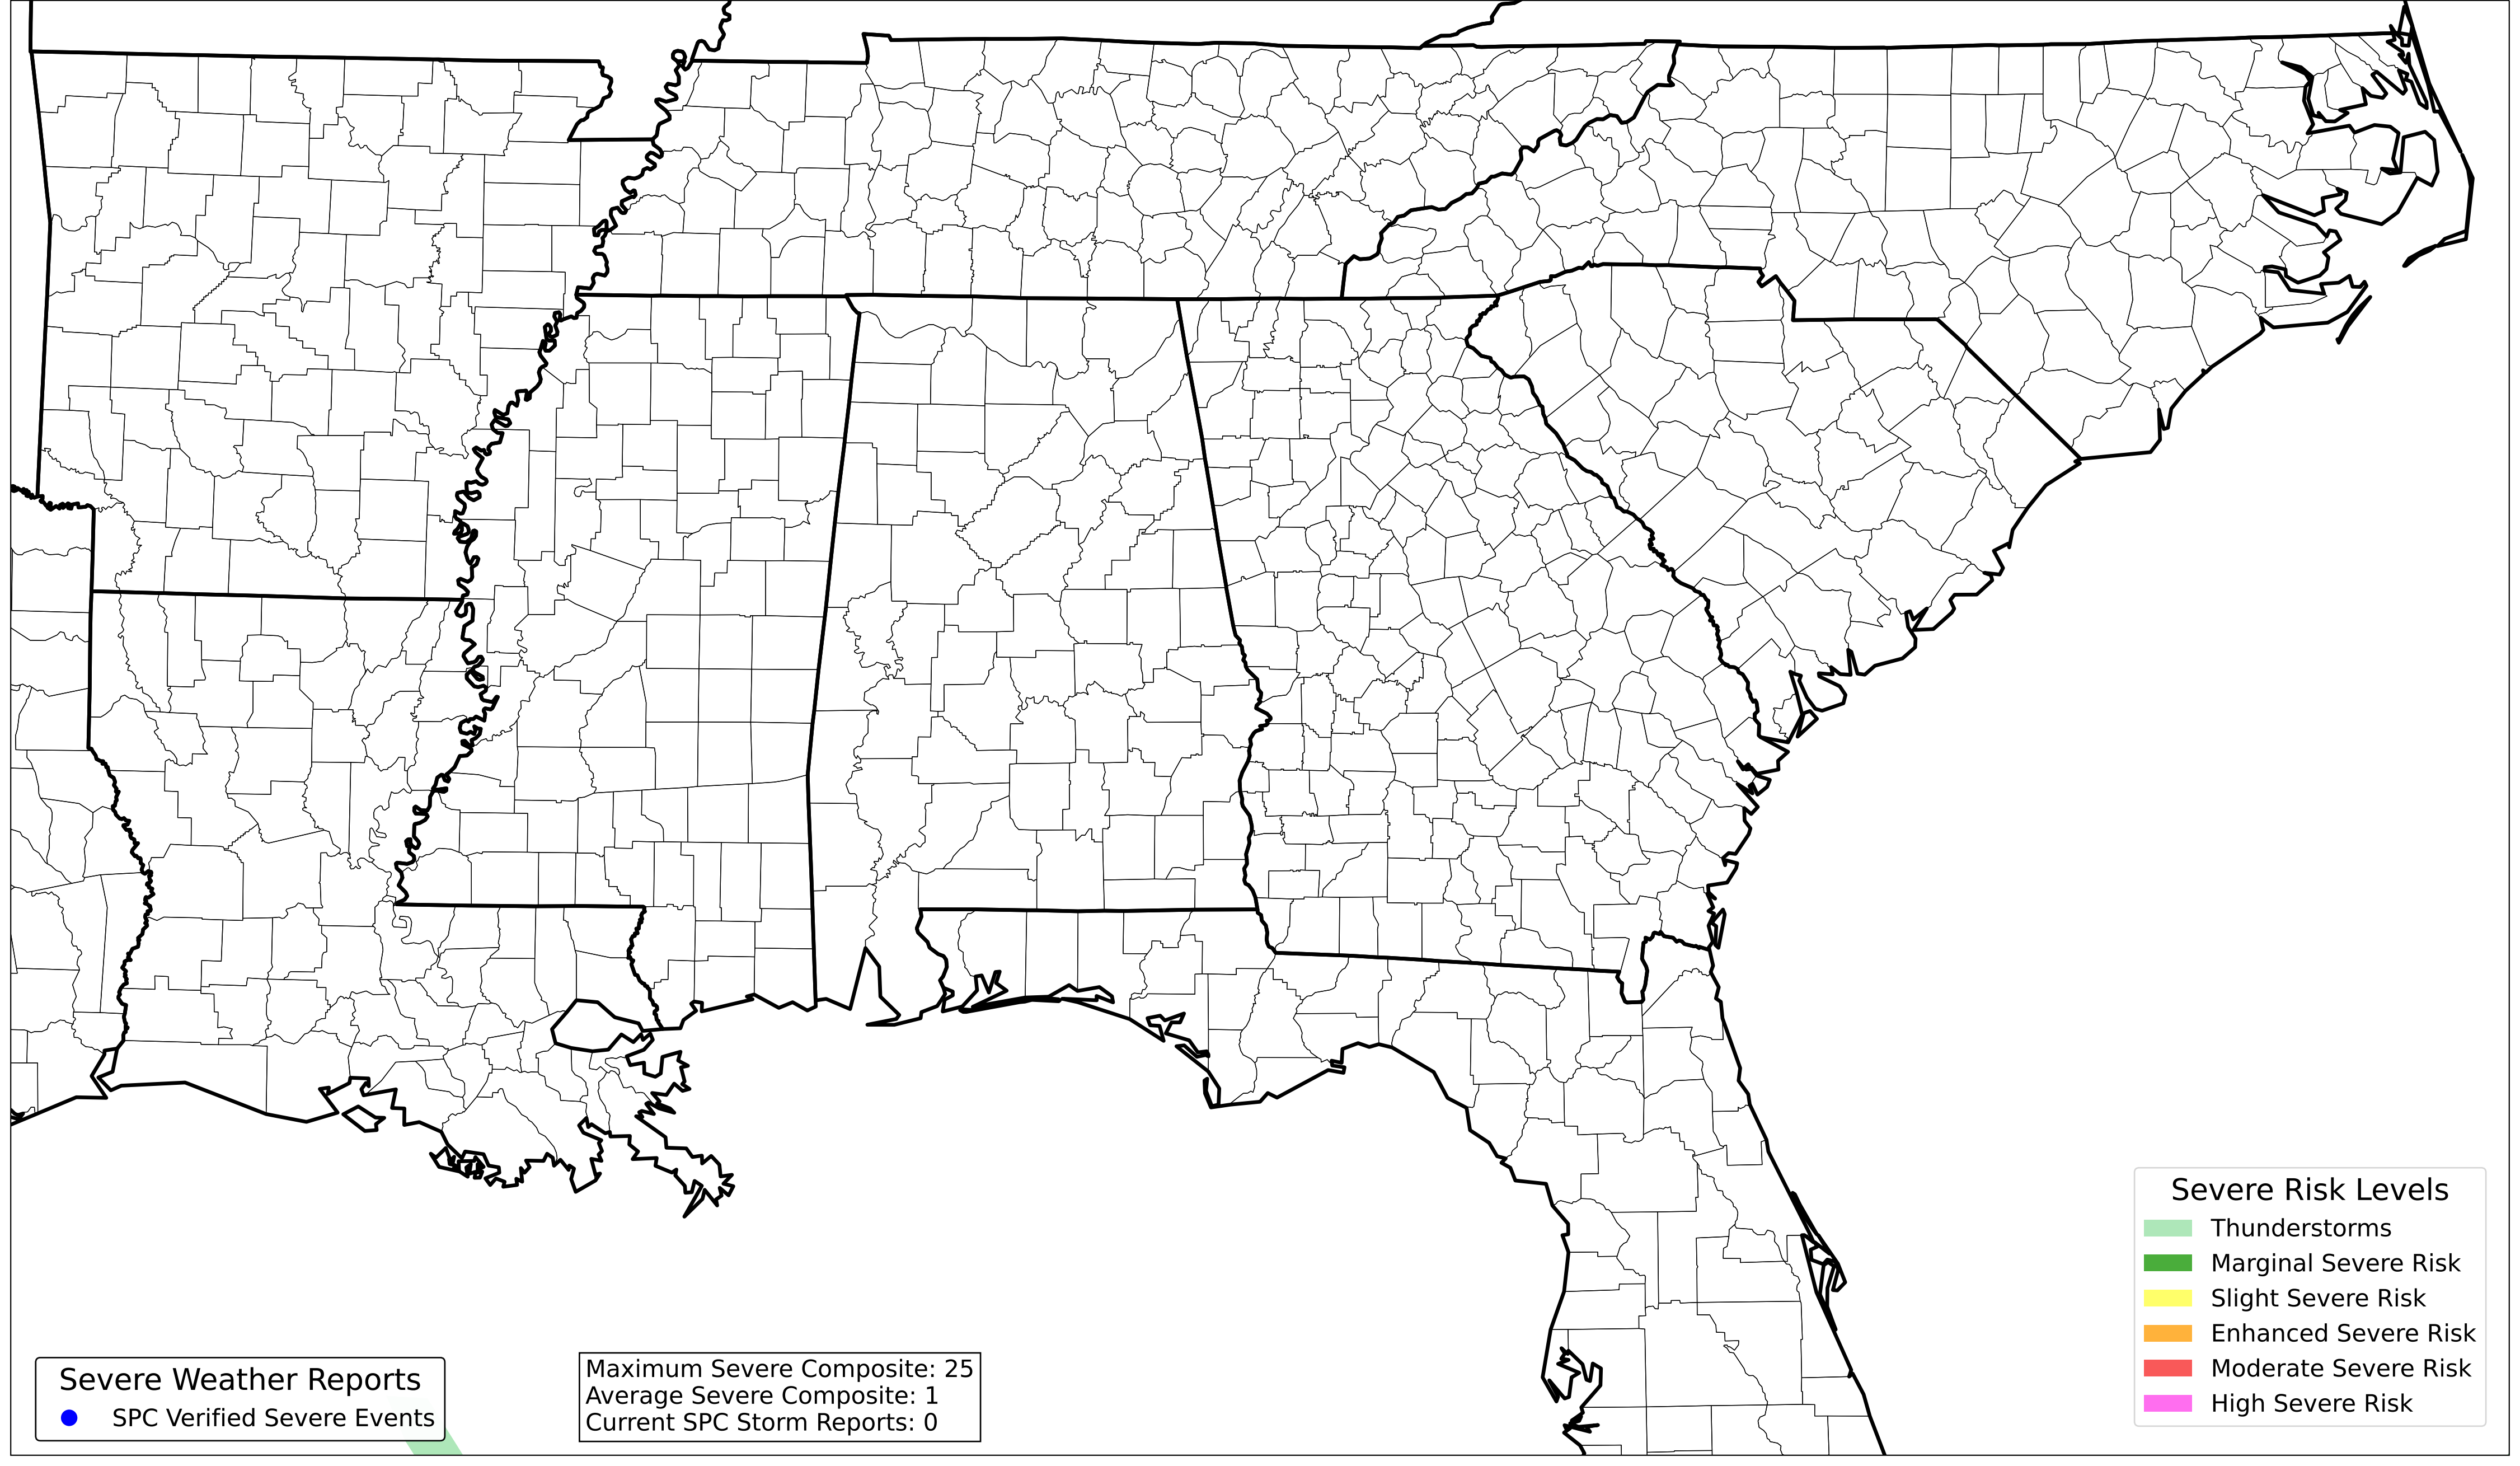 Severe Risk Levels
Thunderstorms
Marginal Severe Risk
Slight Severe Risk
Enhanced Severe Risk
Moderate Severe Risk
High Severe Risk
Severe Weather Reports
SPC Verified Severe Events
Maximum Severe Composite: 25
Average Severe Composite: 1
Current SPC Storm Reports: 0